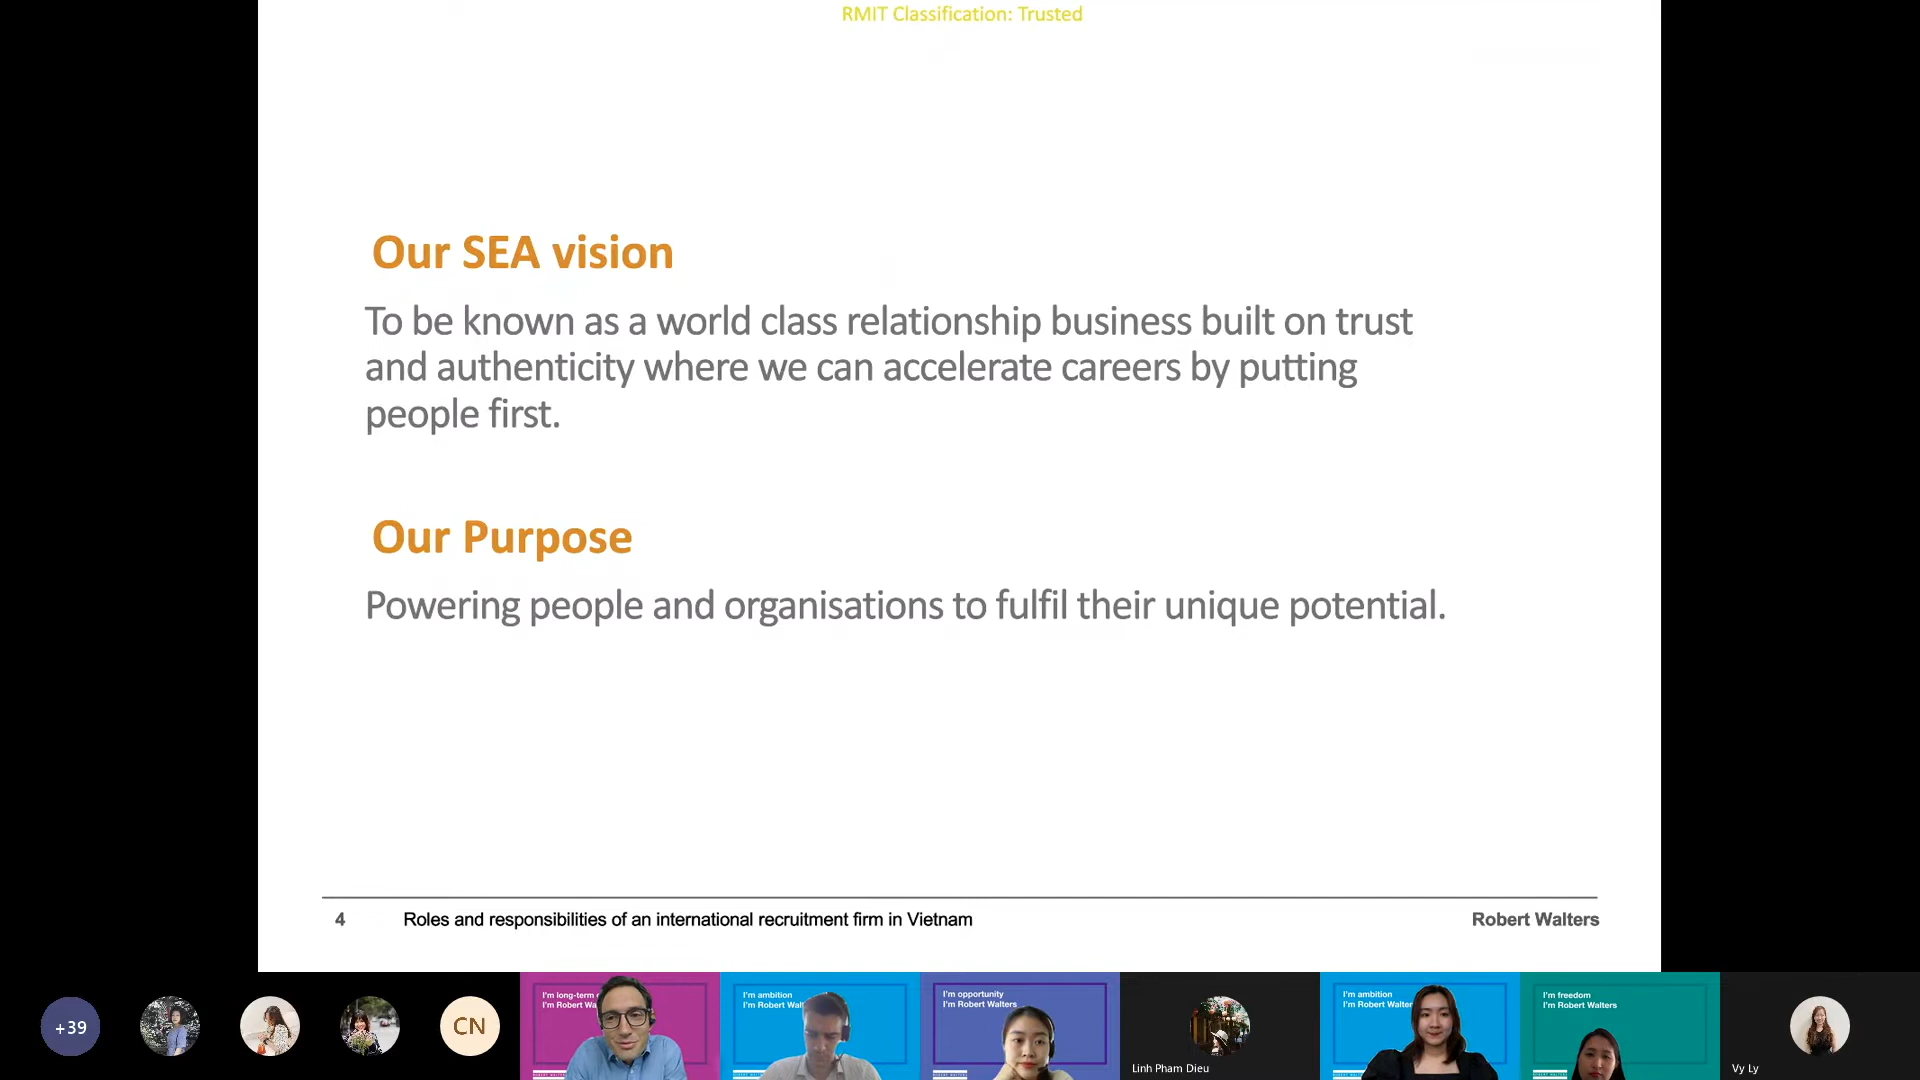 RMIT Classification: Trusted
Our SEA vision
To be known as a world class relationship business built on trust
and authenticity where we can accelerate careers by putting
people first.
Our Purpose
Powering people and organisations to fulfil their unique potential.
4 Roles and responsibilities of an international recruitment firm in Vietnam Robert Walters
+39
CN
I'm long-term
I'm Robert Wa
I'm ambition
I'm Robert Walt
I'm opportunity
I'm Robert Walters
Linh Pham Dieu
I'm ambition
I'm Robert Walter
I'm freedom
I'm Robert Walters
Vy Ly